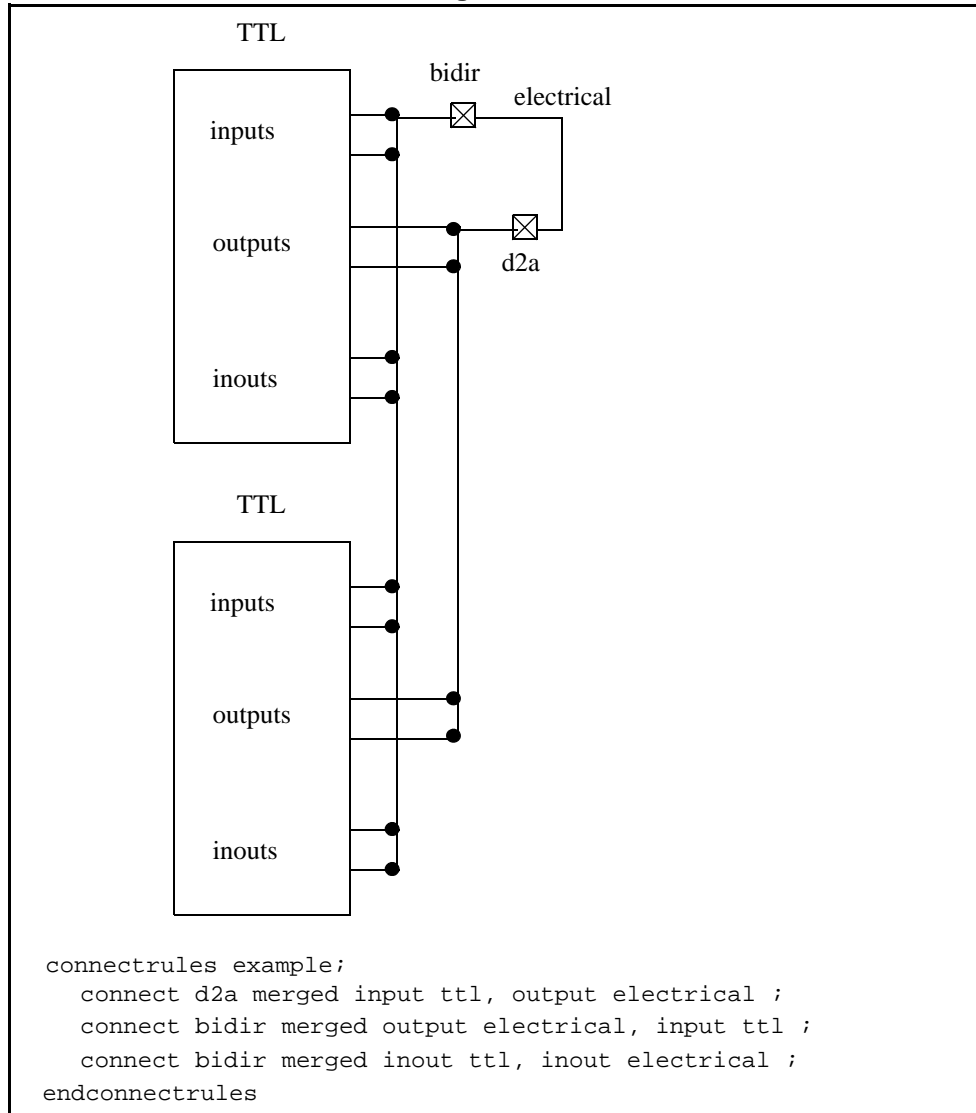 TTL
bidir
electrical
inputs
outputs
d2a
inouts
TTL
inputs
outputs
inouts
connectrules example;
connect d2a merged input ttl, output electrical ;
connect bidir merged output electrical, input ttl ;
connect bidir merged inout ttl, inout electrical ;
endconnectrules